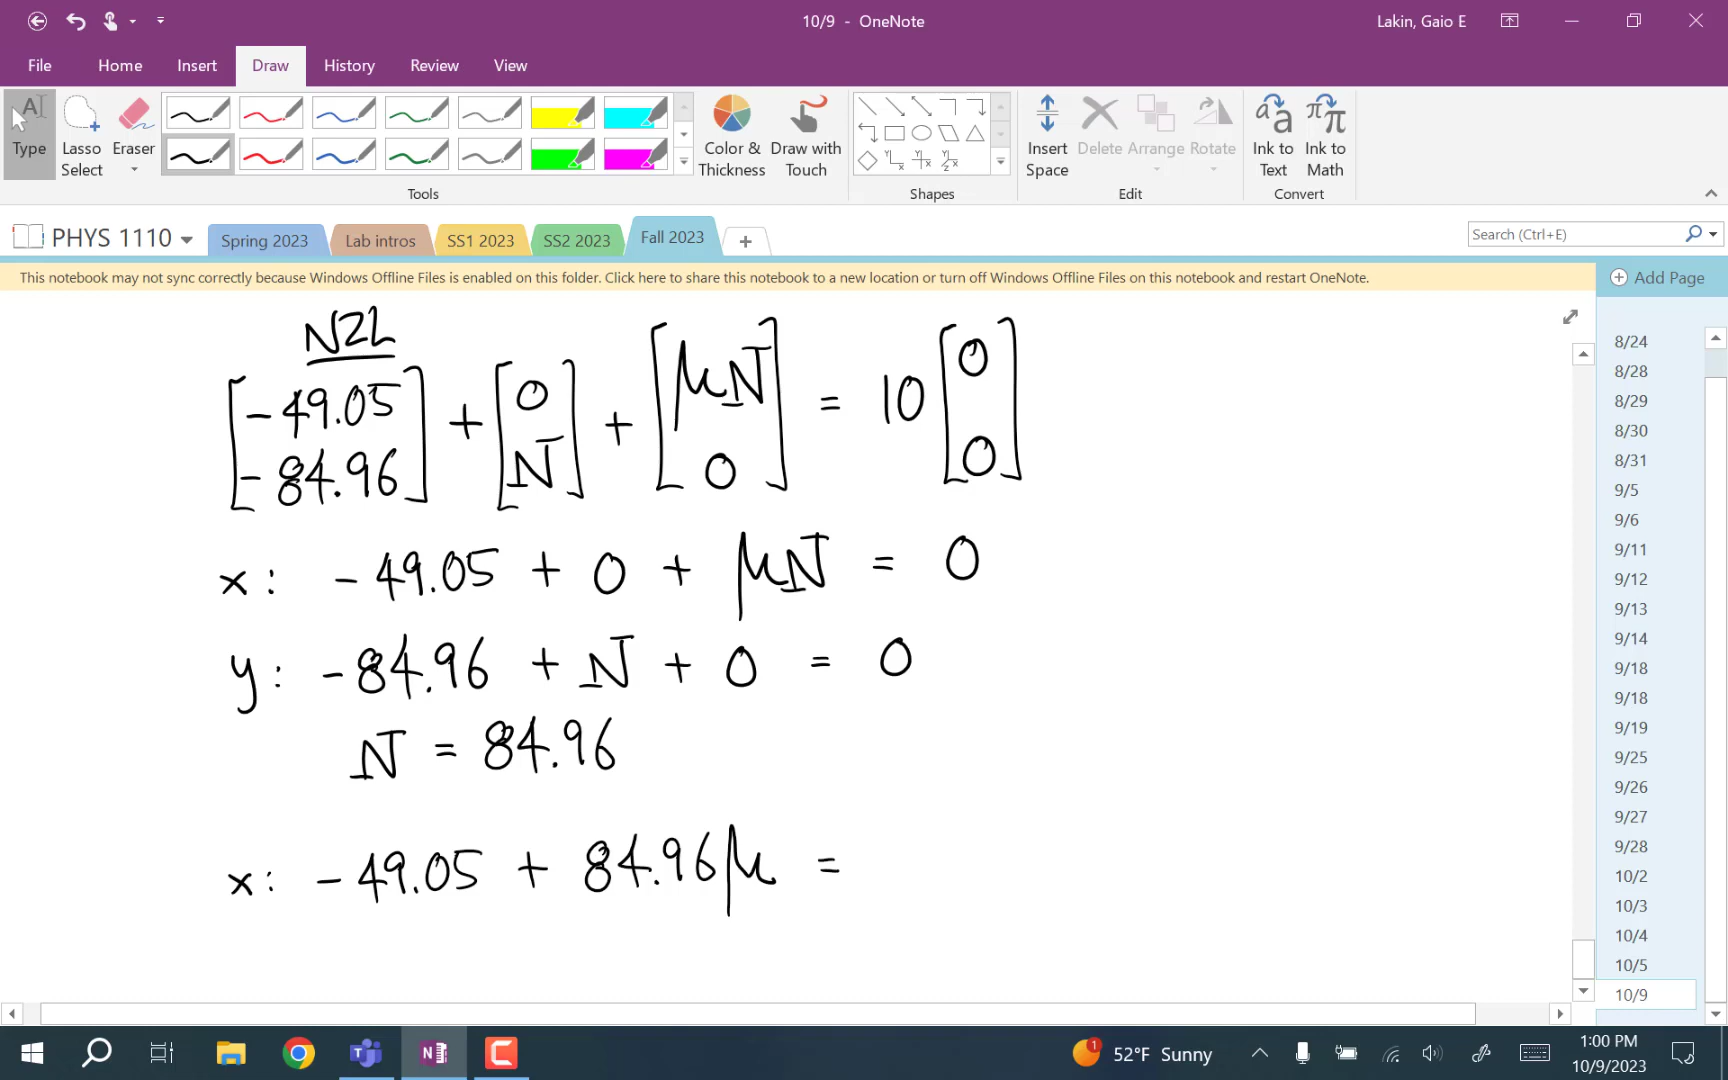 10/9 - OneNote
Lakin, Gaio E
File Home Insert Draw History Review View
Type
Lasso Select
Eraser
Color & Thickness
Draw with Touch
Insert Space
Delete
Arrange
Rotate
Ink to Text
Ink to Math
Tools
Shapes
Edit
Convert
PHYS 1110
Spring 2023
Lab intros
SS1 2023
SS2 2023
Fall 2023
Search (Ctrl+E)
This notebook may not sync correctly because Windows Offline Files is enabled on this folder. Click here to share this notebook to a new location or turn off Windows Offline Files on this notebook and restart OneNote.
Add Page
N2L
[-49.05 -84.96] + [0 N] + [μN 0] = 10 [0 0]
x: -49.05 + 0 + μN = 0
y: -84.96 + N + 0 = 0
N = 84.96
x: -49.05 + 84.96μ =
8/24
8/28
8/29
8/30
8/31
9/5
9/6
9/11
9/12
9/13
9/14
9/18
9/18
9/19
9/25
9/26
9/27
9/28
10/2
10/3
10/4
10/5
10/9
52°F Sunny
1:00 PM
10/9/2023